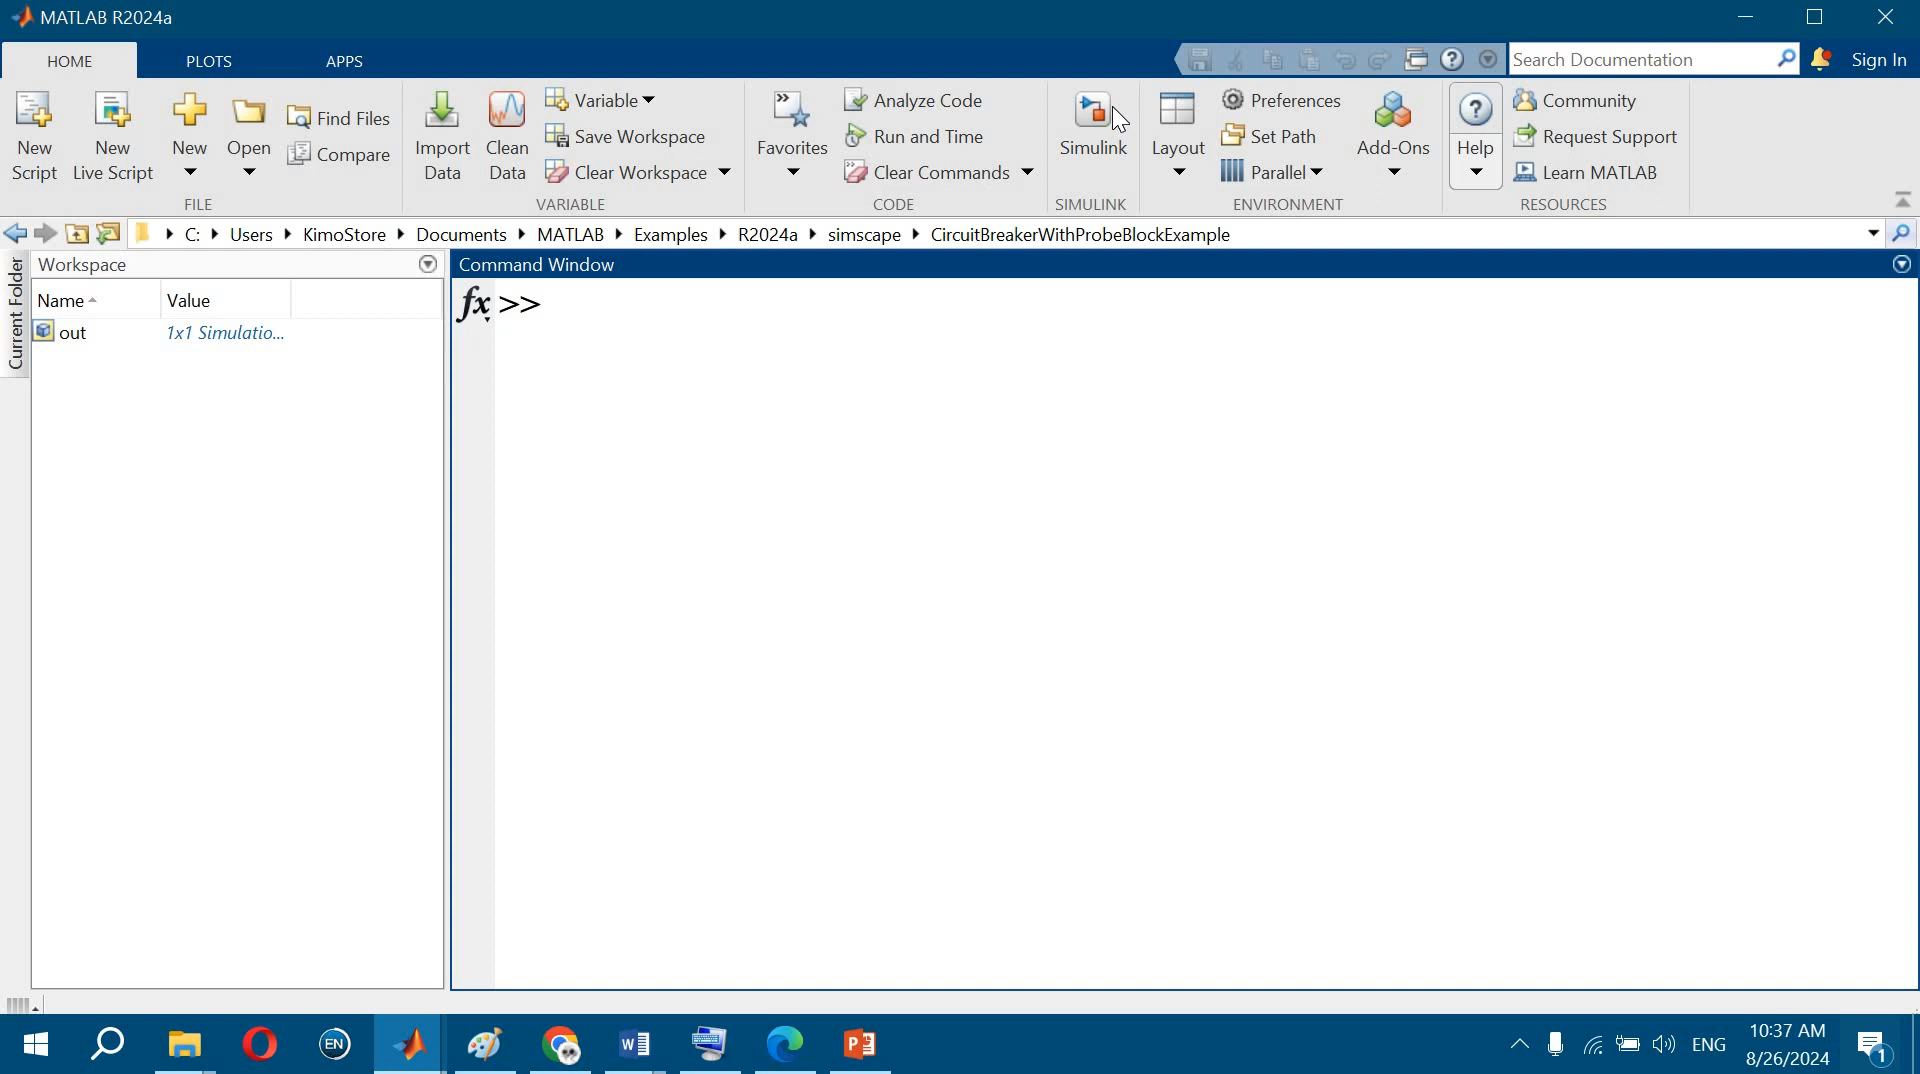 MATLAB R2024a
HOME PLOTS APPS
Search Documentation
Sign In
New Script
New Live Script
New
Open
Find Files
Compare
FILE
Import Data
Clean Data
Variable
Save Workspace
Clear Workspace
VARIABLE
Favorites
Analyze Code
Run and Time
Clear Commands
CODE
Simulink
SIMULINK
Layout
Preferences
Set Path
Parallel
Add-Ons
ENVIRONMENT
Help
Community
Request Support
Learn MATLAB
RESOURCES
C: Users KimoStore Documents MATLAB Examples R2024a simscape CircuitBreakerWithProbeBlockExample
Current Folder
Workspace
Name Value
out 1x1 Simulatio...
Command Window
fx >>
EN
ENG
10:37 AM
8/26/2024
1